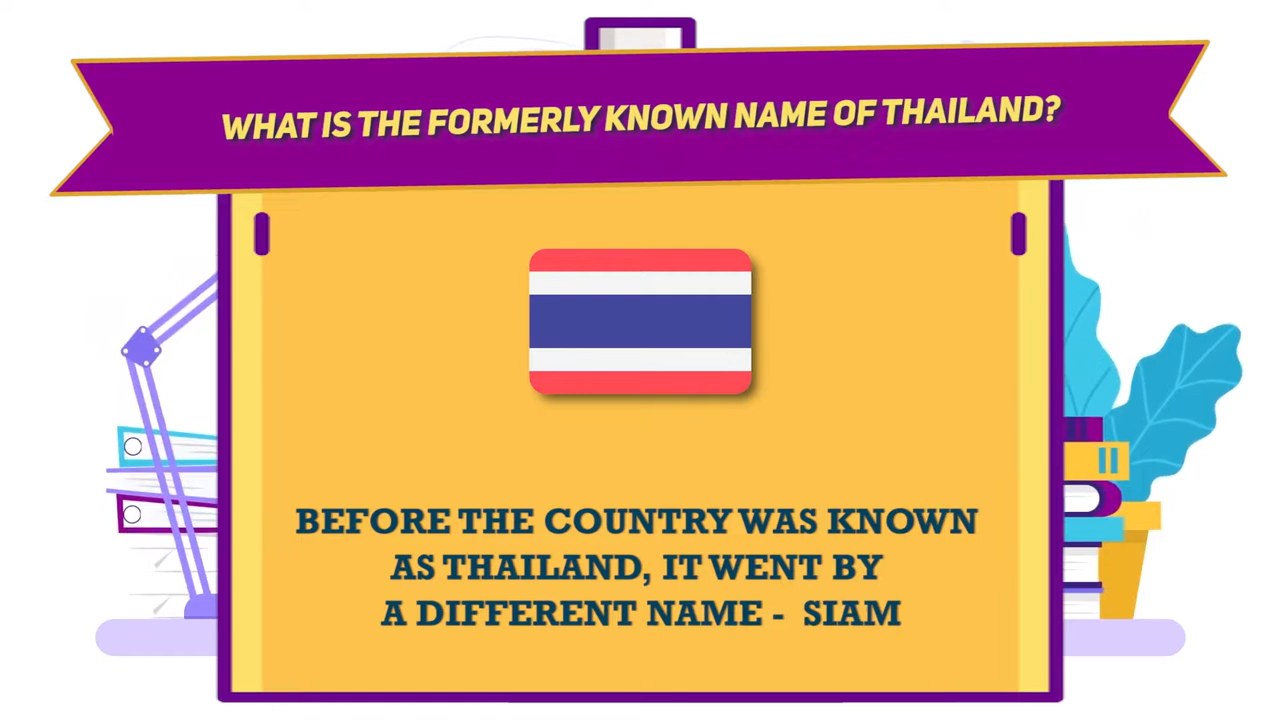 WHAT IS THE FORMERLY KNOWN NAME OF THAILAND?
BEFORE THE COUNTRY WAS KNOWN
AS THAILAND, IT WENT BY
A DIFFERENT NAME - SIAM